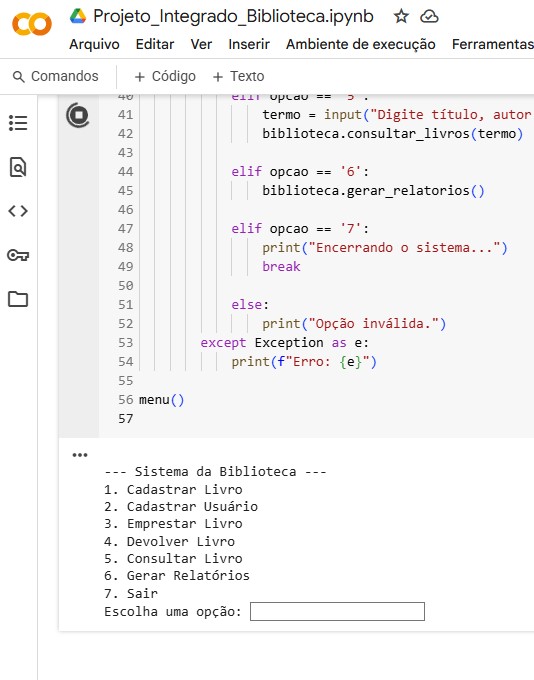 Projeto_Integrado_Biblioteca.ipynb
Arquivo Editar Ver Inserir Ambiente de execução Ferramentas
Comandos + Código + Texto
40 elif opcao == '5':
41 termo = input("Digite título, autor
42 biblioteca.consultar_livros(termo)
43
44 elif opcao == '6':
45 biblioteca.gerar_relatorios()
46
47 elif opcao == '7':
48 print("Encerrando o sistema...")
49 break
50
51 else:
52 print("Opção inválida.")
53 except Exception as e:
54 print(f"Erro: {e}")
55
56 menu()
57
--- Sistema da Biblioteca ---
1. Cadastrar Livro
2. Cadastrar Usuário
3. Emprestar Livro
4. Devolver Livro
5. Consultar Livro
6. Gerar Relatórios
7. Sair
Escolha uma opção: